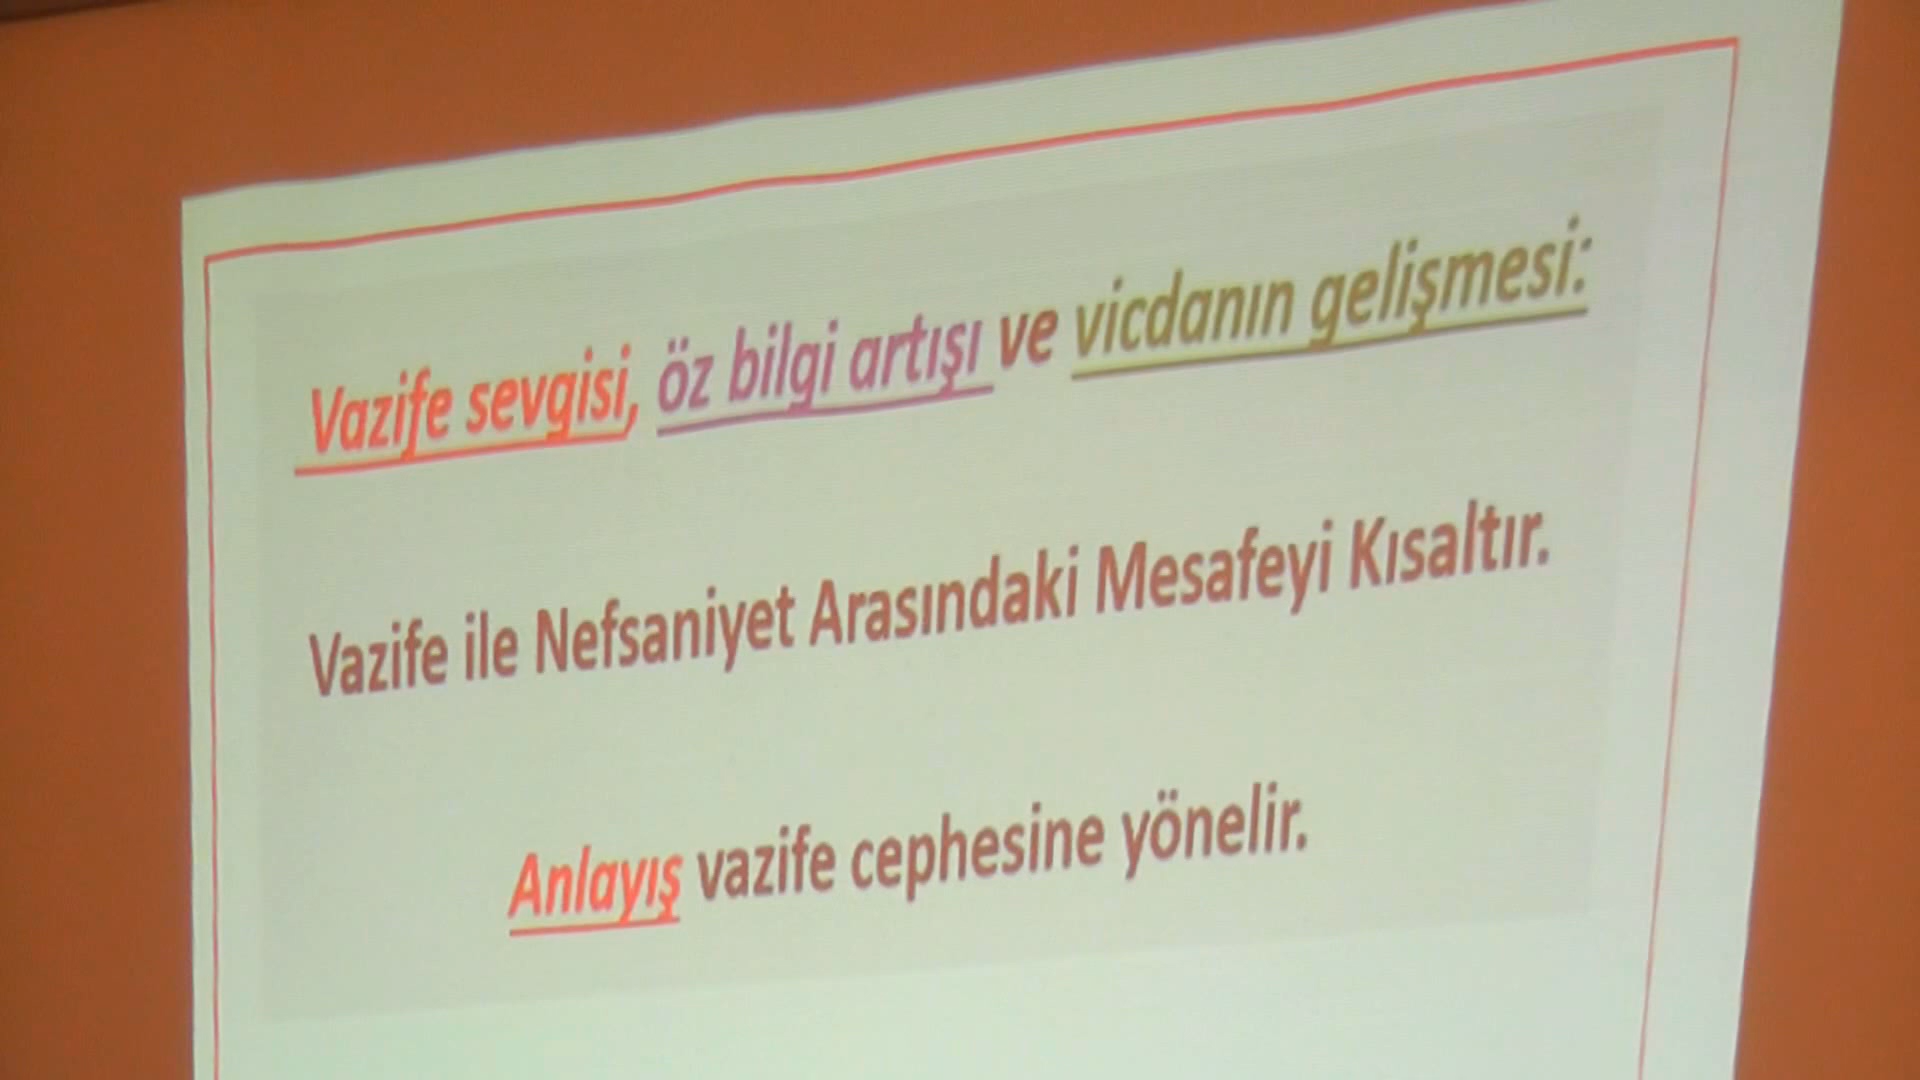 Vazife sevgisi, öz bilgi artışı ve vicdanın gelişmesi:
Vazife ile Nefsaniyet Arasındaki Mesafeyi Kısaltır.
Anlayış vazife cephesine yönelir.